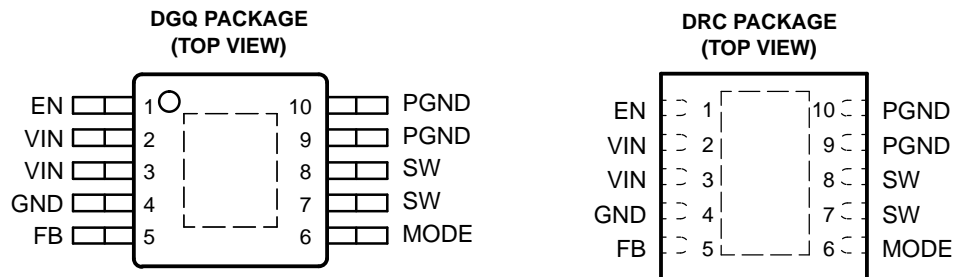 DGQ PACKAGE
(TOP VIEW)
EN 1 10 PGND
VIN 2 9 PGND
VIN 3 8 SW
GND 4 7 SW
FB 5 6 MODE
DRC PACKAGE
(TOP VIEW)
EN 1 10 PGND
VIN 2 9 PGND
VIN 3 8 SW
GND 4 7 SW
FB 5 6 MODE